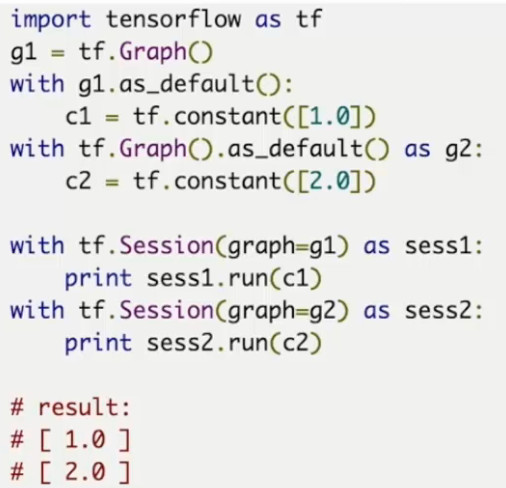 import tensorflow as tf
g1 = tf.Graph()
with g1.as_default():
    c1 = tf.constant([1.0])
with tf.Graph().as_default() as g2:
    c2 = tf.constant([2.0])

with tf.Session(graph=g1) as sess1:
    print sess1.run(c1)
with tf.Session(graph=g2) as sess2:
    print sess2.run(c2)

# result:
# [ 1.0 ]
# [ 2.0 ]